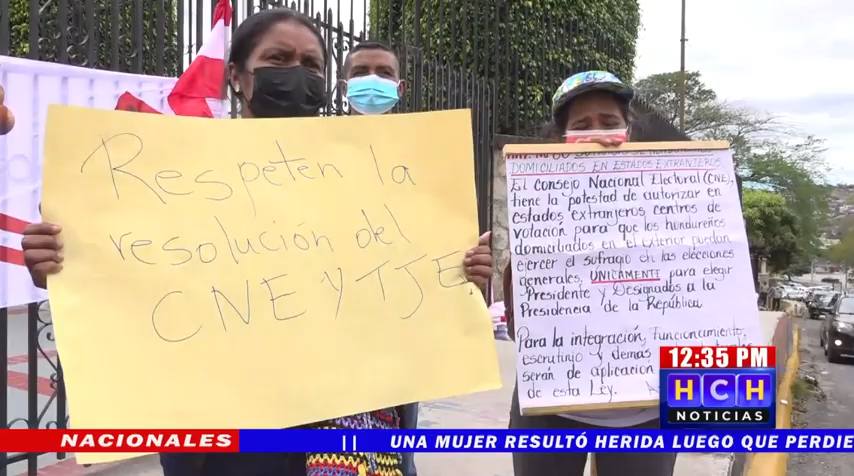 Respeten la
resolución del
CNE Y TJE
DOMICILIADOS EN ESTADOS EXTRANJEROS
El Consejo Nacional Electoral (CNE),
tiene la potestad de autorizar en
estados extranjeros centros de
votación para que los hondureños
domiciliados en el exterior puedan
ejercer el sufragio en las elecciones
generales, UNICAMENTE para elegir
Presidente y Designados a la
Presidencia de la República
Para la integración, funcionamiento,
escrutinio y demas
serán de aplicación
de esta Ley.
12:35 PM
HCH
NOTICIAS
NACIONALES
|| UNA MUJER RESULTÓ HERIDA LUEGO QUE PERDIE